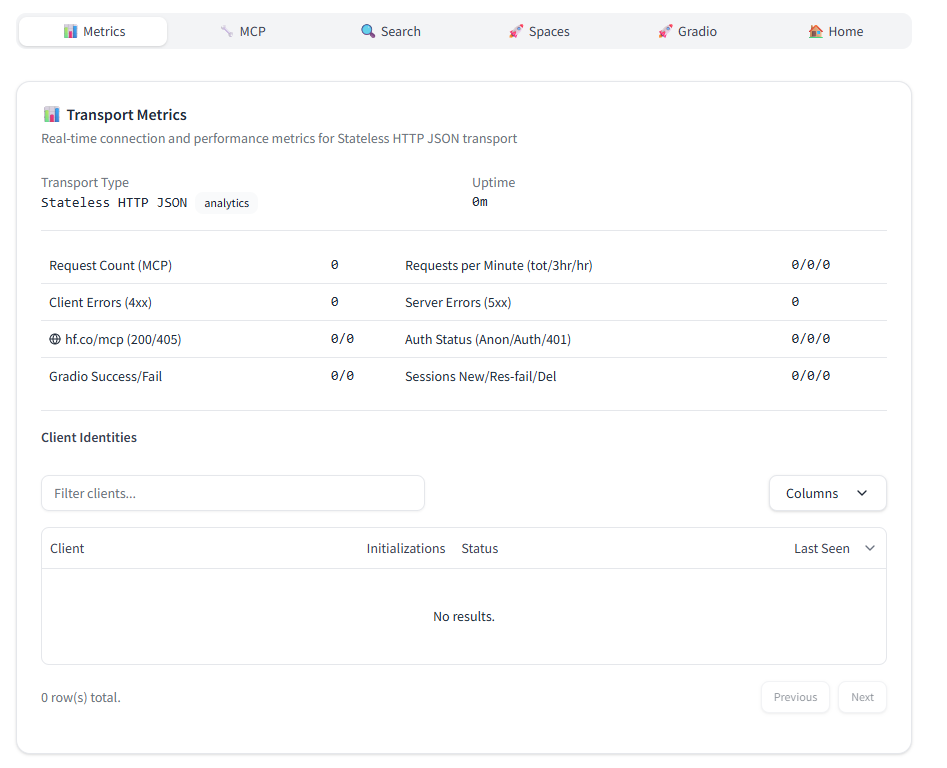 Metrics MCP Search Spaces Gradio Home
Transport Metrics
Real-time connection and performance metrics for Stateless HTTP JSON transport
Transport Type Uptime
Stateless HTTP JSON analytics 0m
Request Count (MCP) 0 Requests per Minute (tot/3hr/hr) 0/0/0
Client Errors (4xx) 0 Server Errors (5xx) 0
hf.co/mcp (200/405) 0/0 Auth Status (Anon/Auth/401) 0/0/0
Gradio Success/Fail 0/0 Sessions New/Res-fail/Del 0/0/0
Client Identities
Filter clients... Columns
Client Initializations Status Last Seen
No results.
0 row(s) total. Previous Next